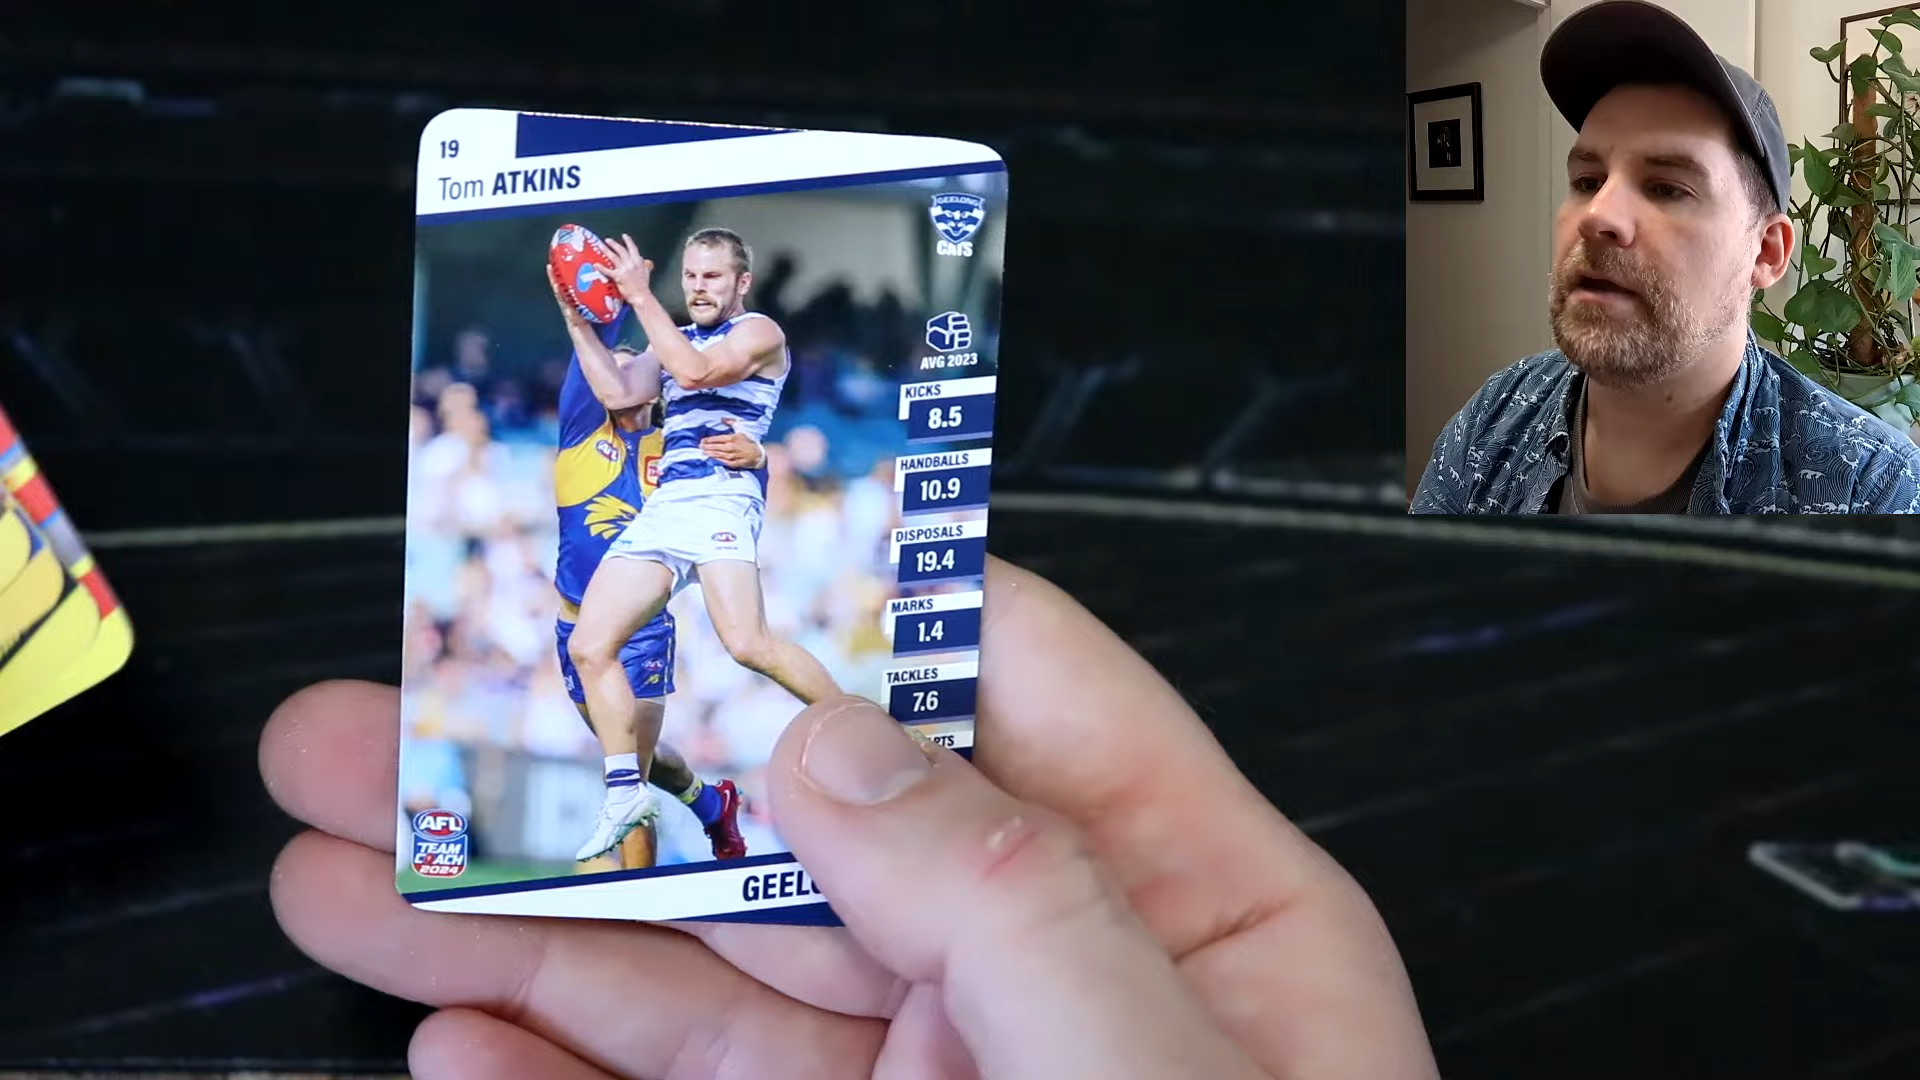 19
Tom ATKINS
GEELONG
CATS
AVG 2023
KICKS
8.5
HANDBALLS
10.9
DISPOSALS
19.4
MARKS
1.4
TACKLES
7.6
AFL
TEAM
COACH
2024